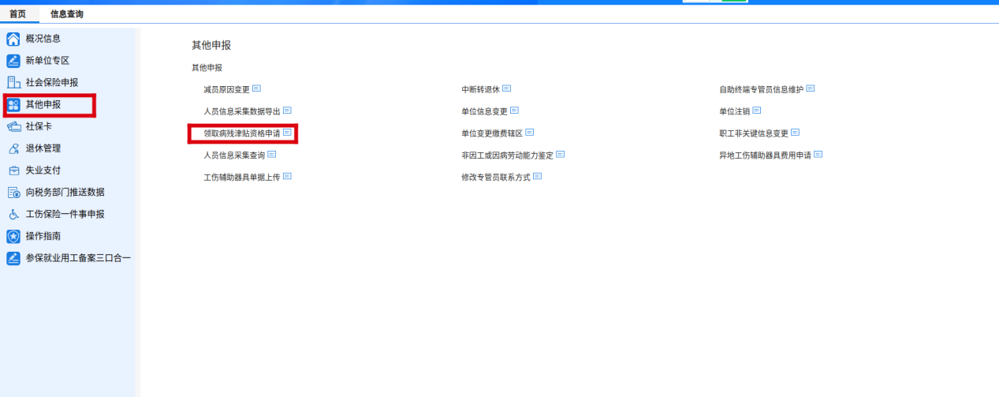 首页 信息查询
概况信息
新单位专区
社会保险申报
其他申报
社保卡
退休管理
失业支付
向税务部门推送数据
工伤保险一件事申报
操作指南
参保就业用工备案三口合一
其他申报
其他申报
减员原因变更 中断转退休 自助终端专管员信息维护
人员信息采集数据导出 单位信息变更 单位注销
领取病残津贴资格申请 单位变更缴费辖区 职工非关键信息变更
人员信息采集查询 非因工或因病劳动能力鉴定 异地工伤辅助器具费用申请
工伤辅助器具单据上传 修改专管员联系方式